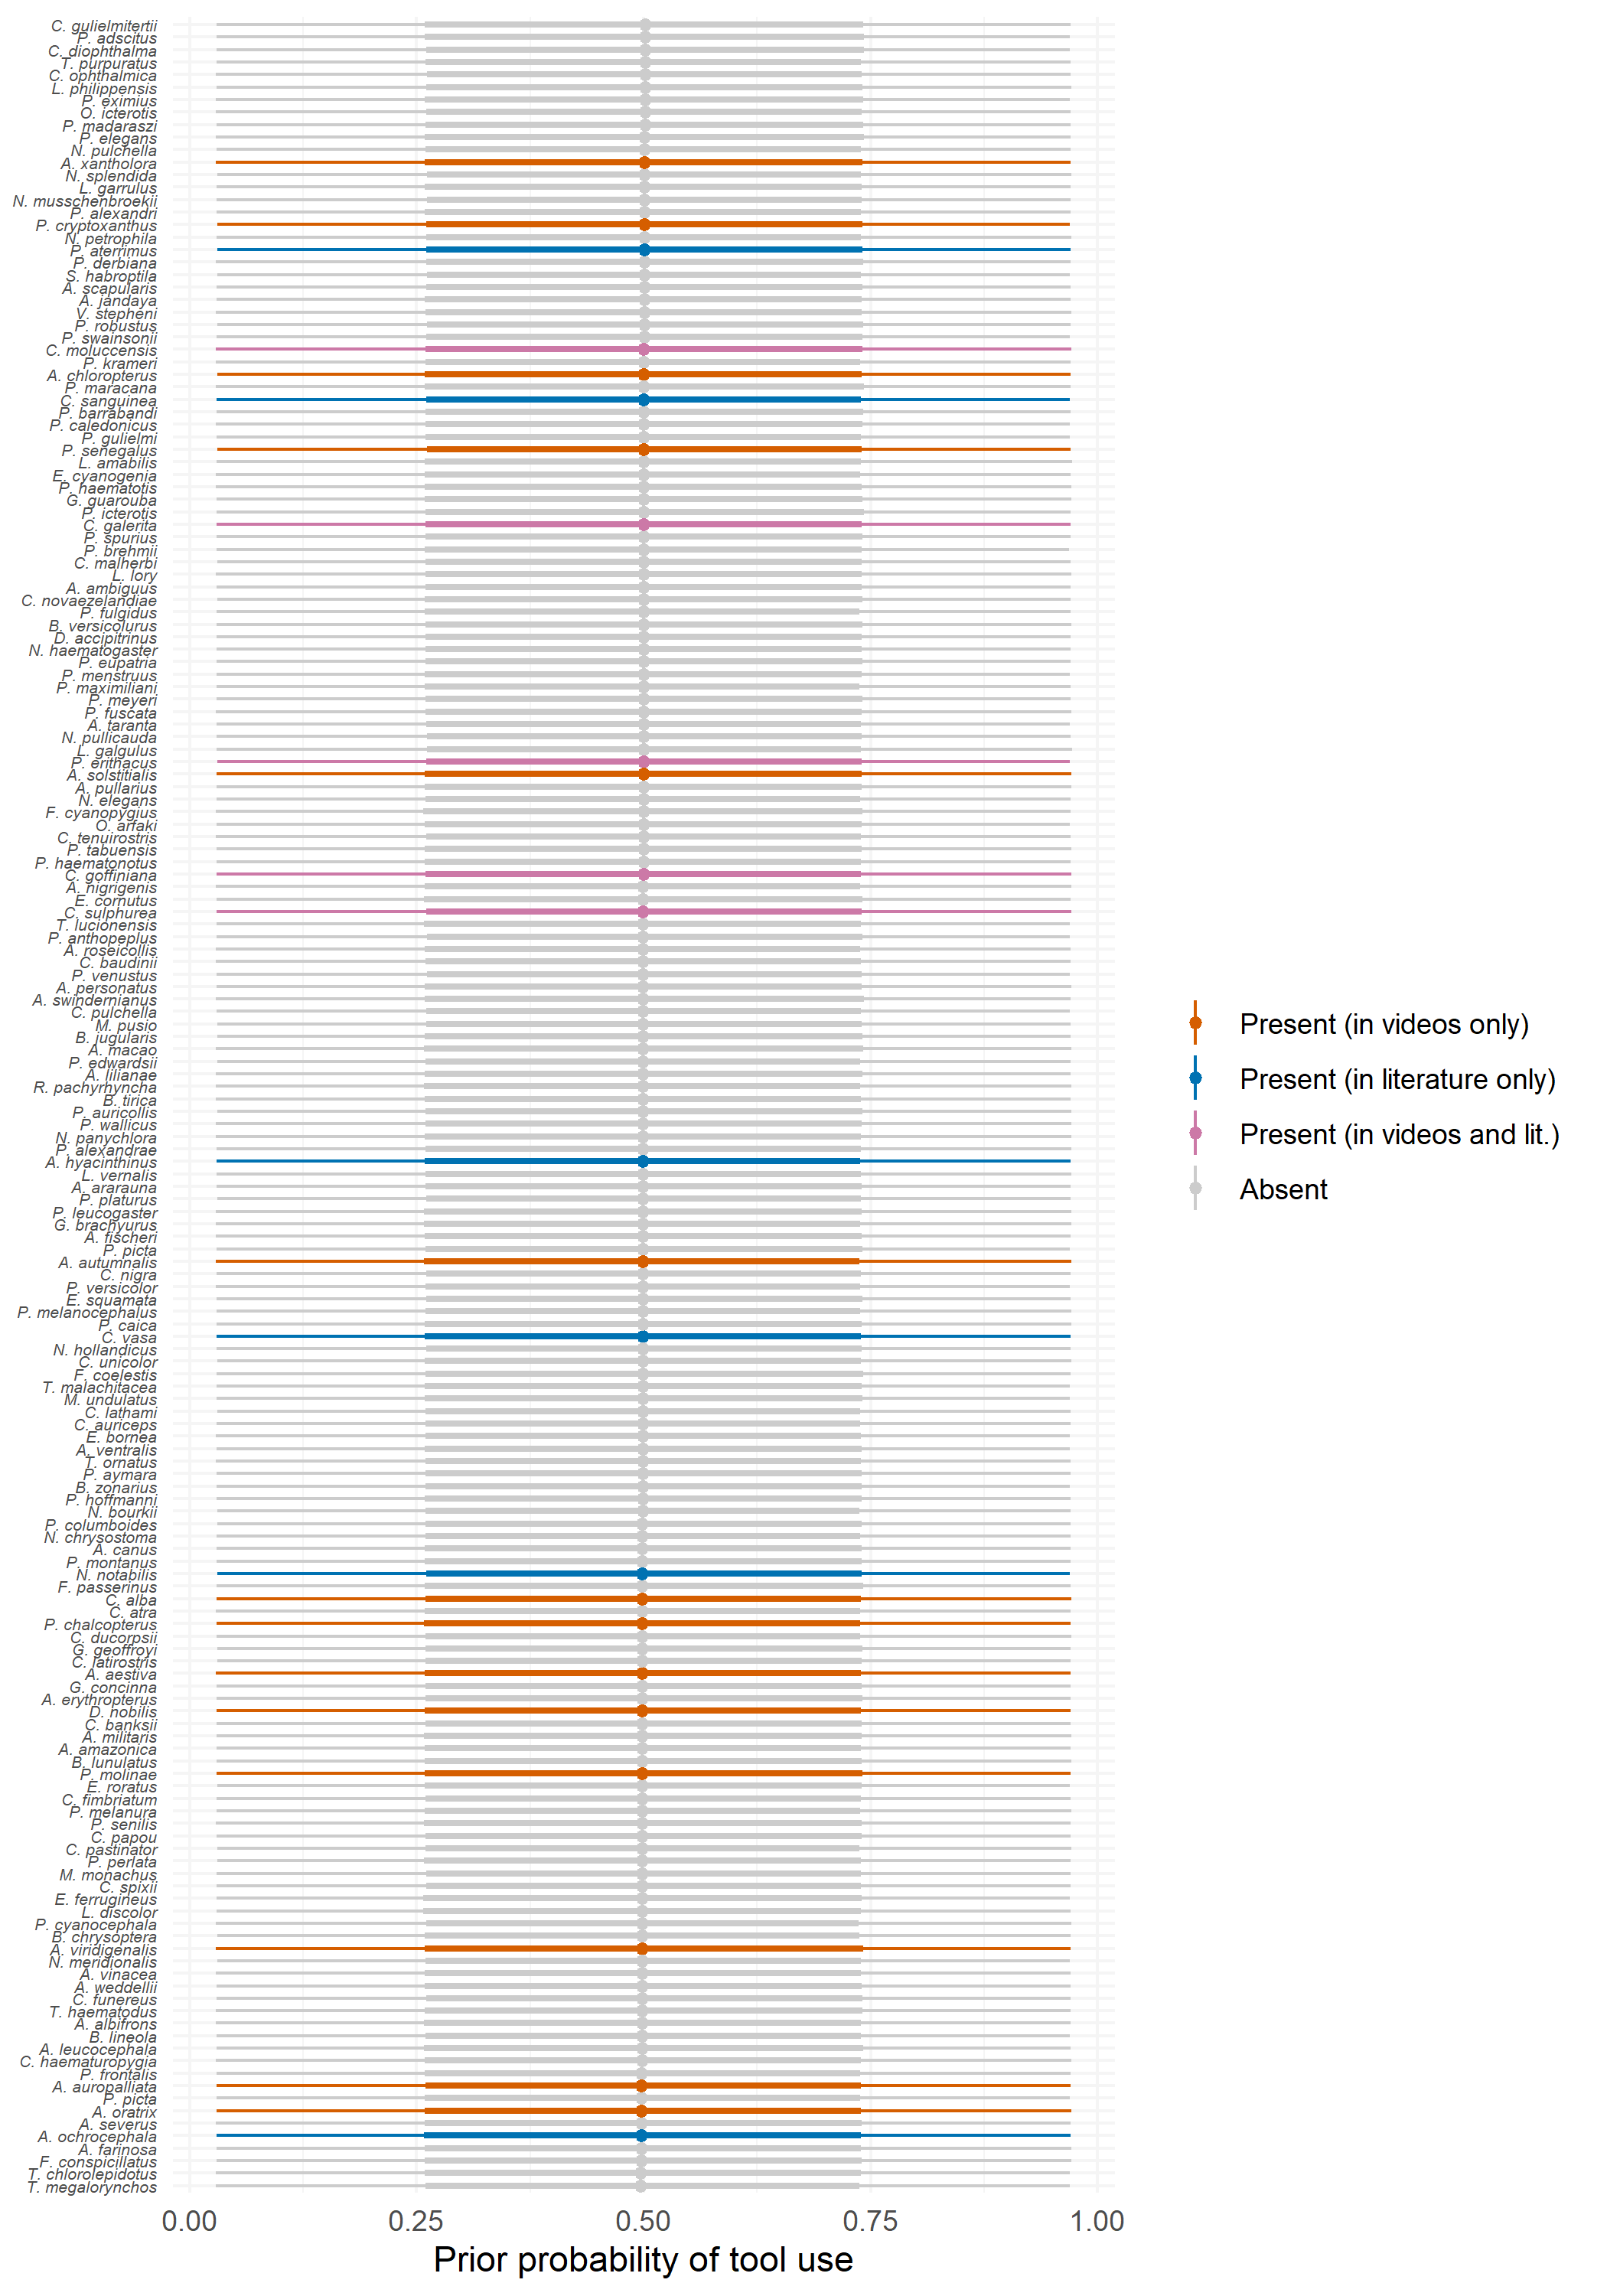 C. gulielmitertii
P. adscitus
C. diophthalma
T. purpuratus
C. ophthalmica
L. philippensis
P. eximius
O. icterotis
P. madaraszi
P. elegans
N. pulchella
A. xantholora
N. splendida
L. garrulus
N. musschenbroekii
P. alexandri
P. cryptoxanthus
N. petrophila
P. aterrimus
P. derbiana
S. habroptila
A. scapularis
A. jandaya
V. stepheni
P. robustus
P. swainsonii
C. moluccensis
P. krameri
A. chloropterus
P. maracana
C. sanguinea
P. barrabandi
P. caledonicus
P. gulielmi
P. senegalus
L. amabilis
E. cyanogenia
P. haematotis
G. guarouba
P. icterotis
C. galerita
P. spurius
P. brehmii
C. malherbi
L. lory
A. ambiguus
C. novaezelandiae
P. fulgidus
B. versicolurus
D. accipitrinus
N. haematogaster
P. eupatria
P. menstruus
P. maximiliani
P. meyeri
P. fuscata
A. taranta
N. pullicauda
L. galgulus
P. erithacus
A. solstitialis
A. pullarius
N. elegans
F. cyanopygius
O. arfaki
C. tenuirostris
P. tabuensis
P. haematonotus
C. goffiniana
A. nigrigenis
E. cornutus
C. sulphurea
T. lucionensis
P. anthopeplus
A. roseicollis
C. baudinii
P. venustus
A. personatus
A. swindernianus
C. pulchella
M. pusio
B. jugularis
A. macao
P. edwardsii
A. lilianae
R. pachyrhyncha
B. tirica
P. auricollis
P. wallicus
N. panychlora
P. alexandrae
A. hyacinthinus
L. vernalis
A. ararauna
P. platurus
P. leucogaster
G. brachyurus
A. fischeri
P. picta
A. autumnalis
C. nigra
P. versicolor
E. squamata
P. melanocephalus
P. caica
C. vasa
N. hollandicus
C. unicolor
F. coelestis
T. malachitacea
M. undulatus
C. lathami
C. auriceps
E. bornea
A. ventralis
T. ornatus
P. aymara
B. zonarius
P. hoffmanni
N. bourkii
P. columboides
N. chrysostoma
A. canus
P. montanus
N. notabilis
F. passerinus
C. alba
C. atra
P. chalcopterus
C. ducorpsii
G. geoffroyi
C. latirostris
A. aestiva
G. concinna
A. erythropterus
D. nobilis
C. banksii
A. militaris
A. amazonica
B. lunulatus
P. molinae
E. roratus
C. fimbriatum
P. melanura
P. senilis
C. papou
C. pastinator
P. perlata
M. monachus
C. spixii
E. ferrugineus
L. discolor
P. cyanocephala
B. chrysoptera
A. viridigenalis
N. meridionalis
A. vinacea
A. weddellii
C. funereus
T. haematodus
A. albifrons
B. lineola
A. leucocephala
C. haematuropygia
P. frontalis
A. auropalliata
P. picta
A. oratrix
A. severus
A. ochrocephala
A. farinosa
F. conspicillatus
T. chlorolepidotus
T. megalorynchos
0.00 0.25 0.50 0.75 1.00
Prior probability of tool use
Present (in videos only)
Present (in literature only)
Present (in videos and lit.)
Absent